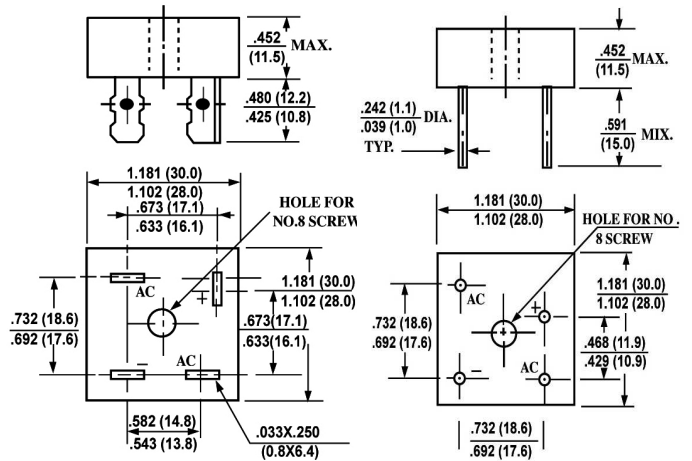 .452
(11.5)
MAX.
.480 (12.2)
.425 (10.8)
1.181 (30.0)
1.102 (28.0)
.673 (17.1)
.633 (16.1)
HOLE FOR
NO.8 SCREW
AC
+
1.181 (30.0)
1.102 (28.0)
.732 (18.6)
.692 (17.6)
.673(17.1)
.633(16.1)
−
AC
.582 (14.8)
.543 (13.8)
.033X.250
(0.8X6.4)
.452
(11.5)
MAX.
.242 (1.1)
.039 (1.0)
DIA.
TYP.
.591
(15.0)
MIX.
1.181 (30.0)
1.102 (28.0)
HOLE FOR NO .
8 SCREW
AC
+
1.181 (30.0)
1.102 (28.0)
.732 (18.6)
.692 (17.6)
.468 (11.9)
.429 (10.9)
−
AC
.732 (18.6)
.692 (17.6)